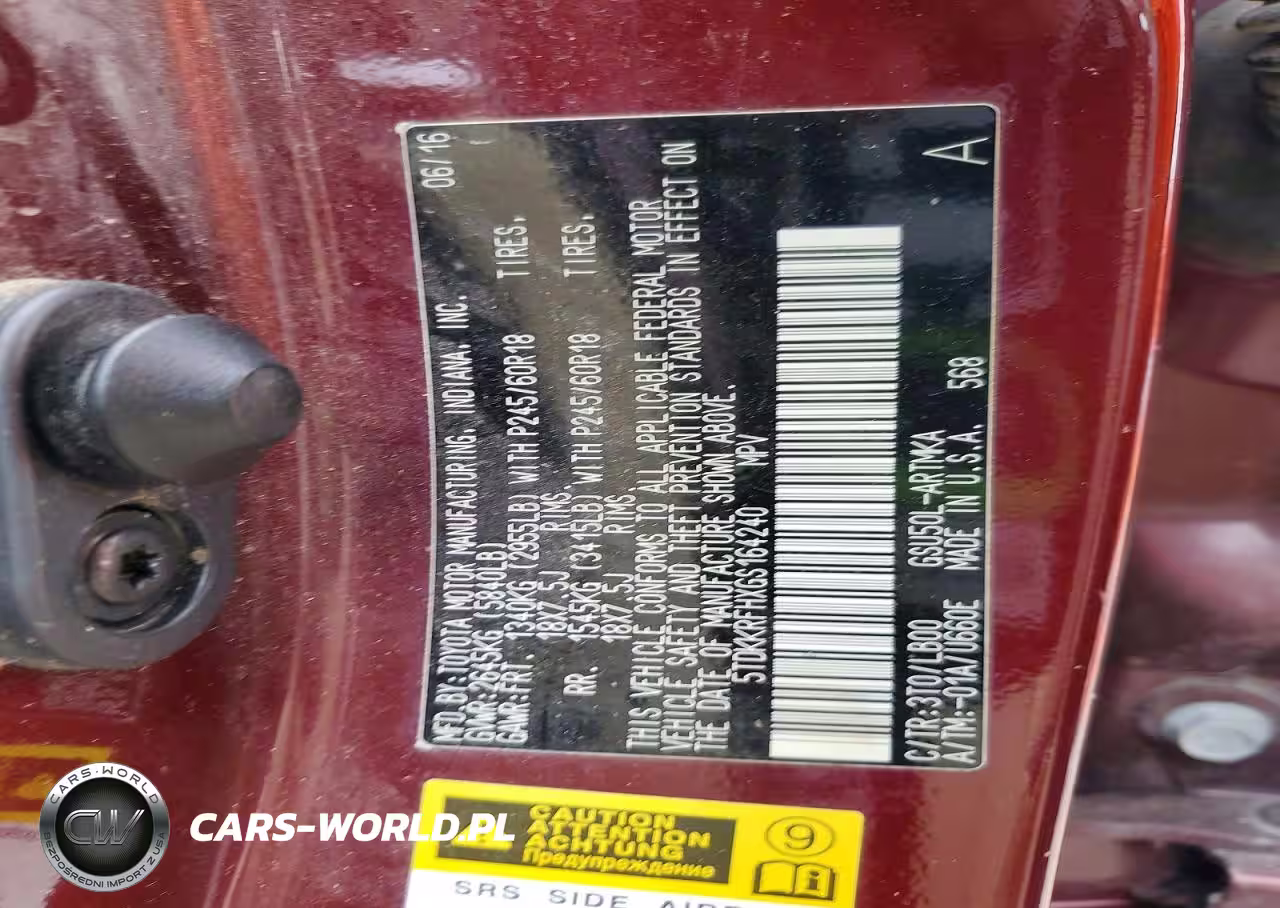 MFD.BY:TOYOTA MOTOR MANUFACTURING, INDIANA, INC. 06/16
GVWR:2645KG (5840LB)
GAWR:FRT. 1340KG (2955LB) WITH P245/60R18 TIRES,
18X7.5J RIMS.
RR. 1545KG (3415LB) WITH P245/60R18 TIRES,
18X7.5J RIMS.
THIS VEHICLE CONFORMS TO ALL APPLICABLE FEDERAL MOTOR
VEHICLE SAFETY AND THEFT PREVENTION STANDARDS IN EFFECT ON
THE DATE OF MANUFACTURE SHOWN ABOVE.
5TDKKRFHXGS164240 MPV
C/TR:3T0/LB00 GSU50L-ARTMKA
A/TM:-01A/U660E MADE IN U.S.A. 568
A
CAUTION
ATTENTION
ACHTUNG
Предупреждение
9
SRS SIDE
CARS-WORLD
CW
BEZPOŚREDNI IMPORT Z USA
CARS-WORLD.PL